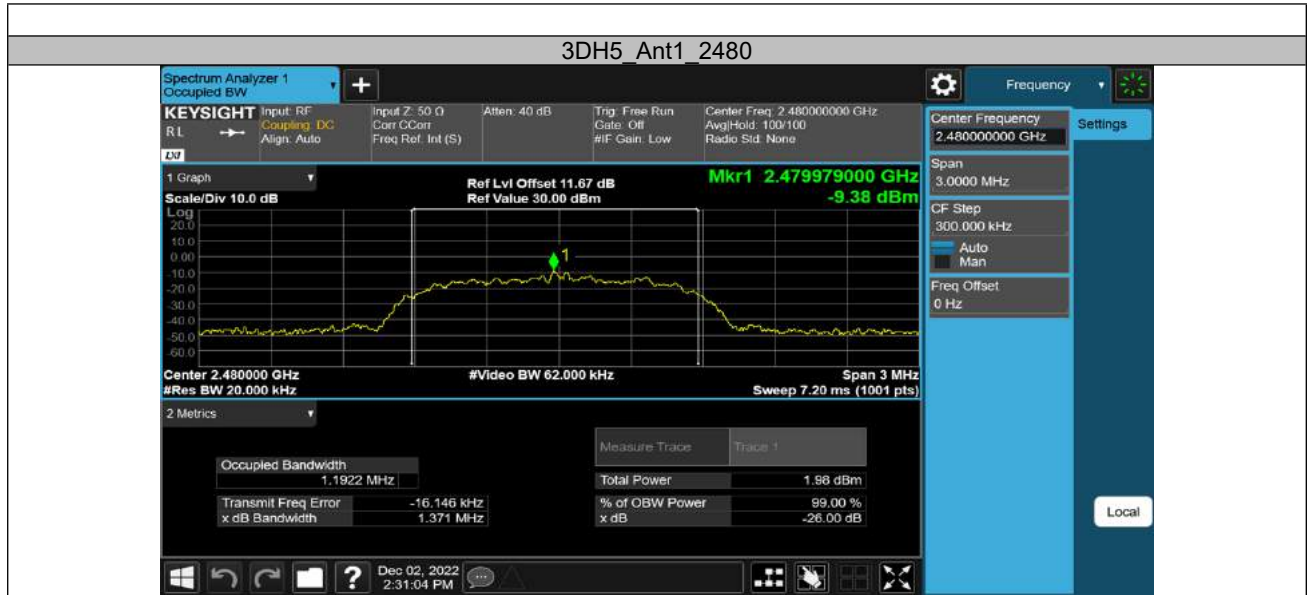 3DH5_Ant1_2480
Spectrum Analyzer 1
Occupied BW
+
Frequency
KEYSIGHT
R L
LXI
Input: RF
Coupling: DC
Align: Auto
Input Z: 50 Ω
Corr CCorr
Freq Ref: Int (S)
Atten: 40 dB
Trig: Free Run
Gate: Off
#IF Gain: Low
Center Freq: 2.480000000 GHz
Avg|Hold: 100/100
Radio Std: None
Center Frequency
2.480000000 GHz
Settings
Span
3.0000 MHz
CF Step
300.000 kHz
Auto
Man
Freq Offset
0 Hz
Local
1 Graph
Scale/Div 10.0 dB
Ref Lvl Offset 11.67 dB
Ref Value 30.00 dBm
Mkr1 2.479979000 GHz
-9.38 dBm
Log
20.0
10.0
0.00
-10.0
-20.0
-30.0
-40.0
-50.0
-60.0
1
Center 2.480000 GHz
#Video BW 62.000 kHz
Span 3 MHz
#Res BW 20.000 kHz
Sweep 7.20 ms (1001 pts)
2 Metrics
Measure Trace Trace 1
Occupied Bandwidth
1.1922 MHz
Total Power 1.98 dBm
Transmit Freq Error -16.146 kHz
% of OBW Power 99.00 %
x dB Bandwidth 1.371 MHz
x dB -26.00 dB
?
Dec 02, 2022
2:31:04 PM